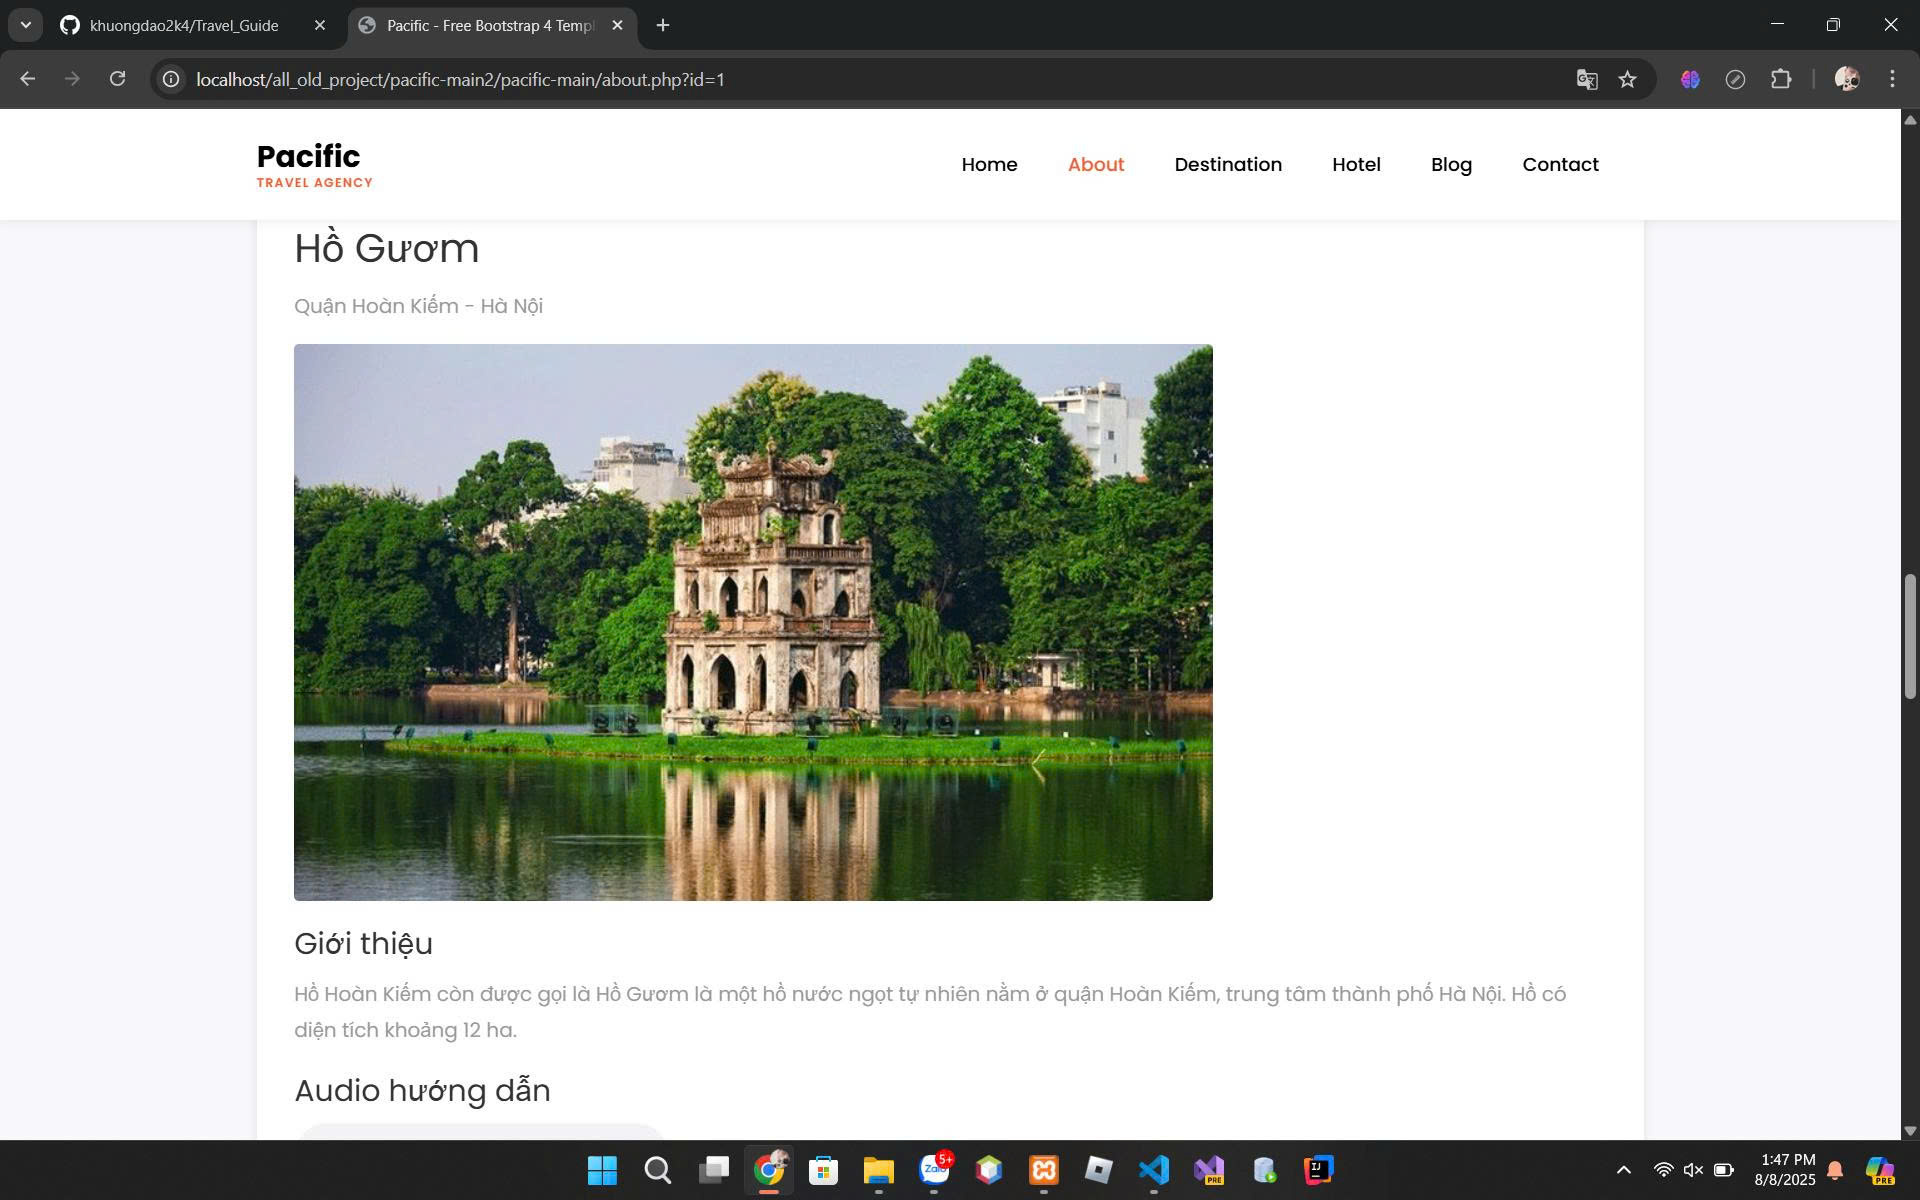 khuongdao2k4/Travel_Guide
Pacific - Free Bootstrap 4 Templ
localhost/all_old_project/pacific-main2/pacific-main/about.php?id=1
Pacific
TRAVEL AGENCY
Home About Destination Hotel Blog Contact
Hồ Gươm
Quận Hoàn Kiếm - Hà Nội
Giới thiệu
Hồ Hoàn Kiếm còn được gọi là Hồ Gươm là một hồ nước ngọt tự nhiên nằm ở quận Hoàn Kiếm, trung tâm thành phố Hà Nội. Hồ có
diện tích khoảng 12 ha.
Audio hướng dẫn
Zalo
5+
PRE
IJ
1:47 PM
8/8/2025
PRE